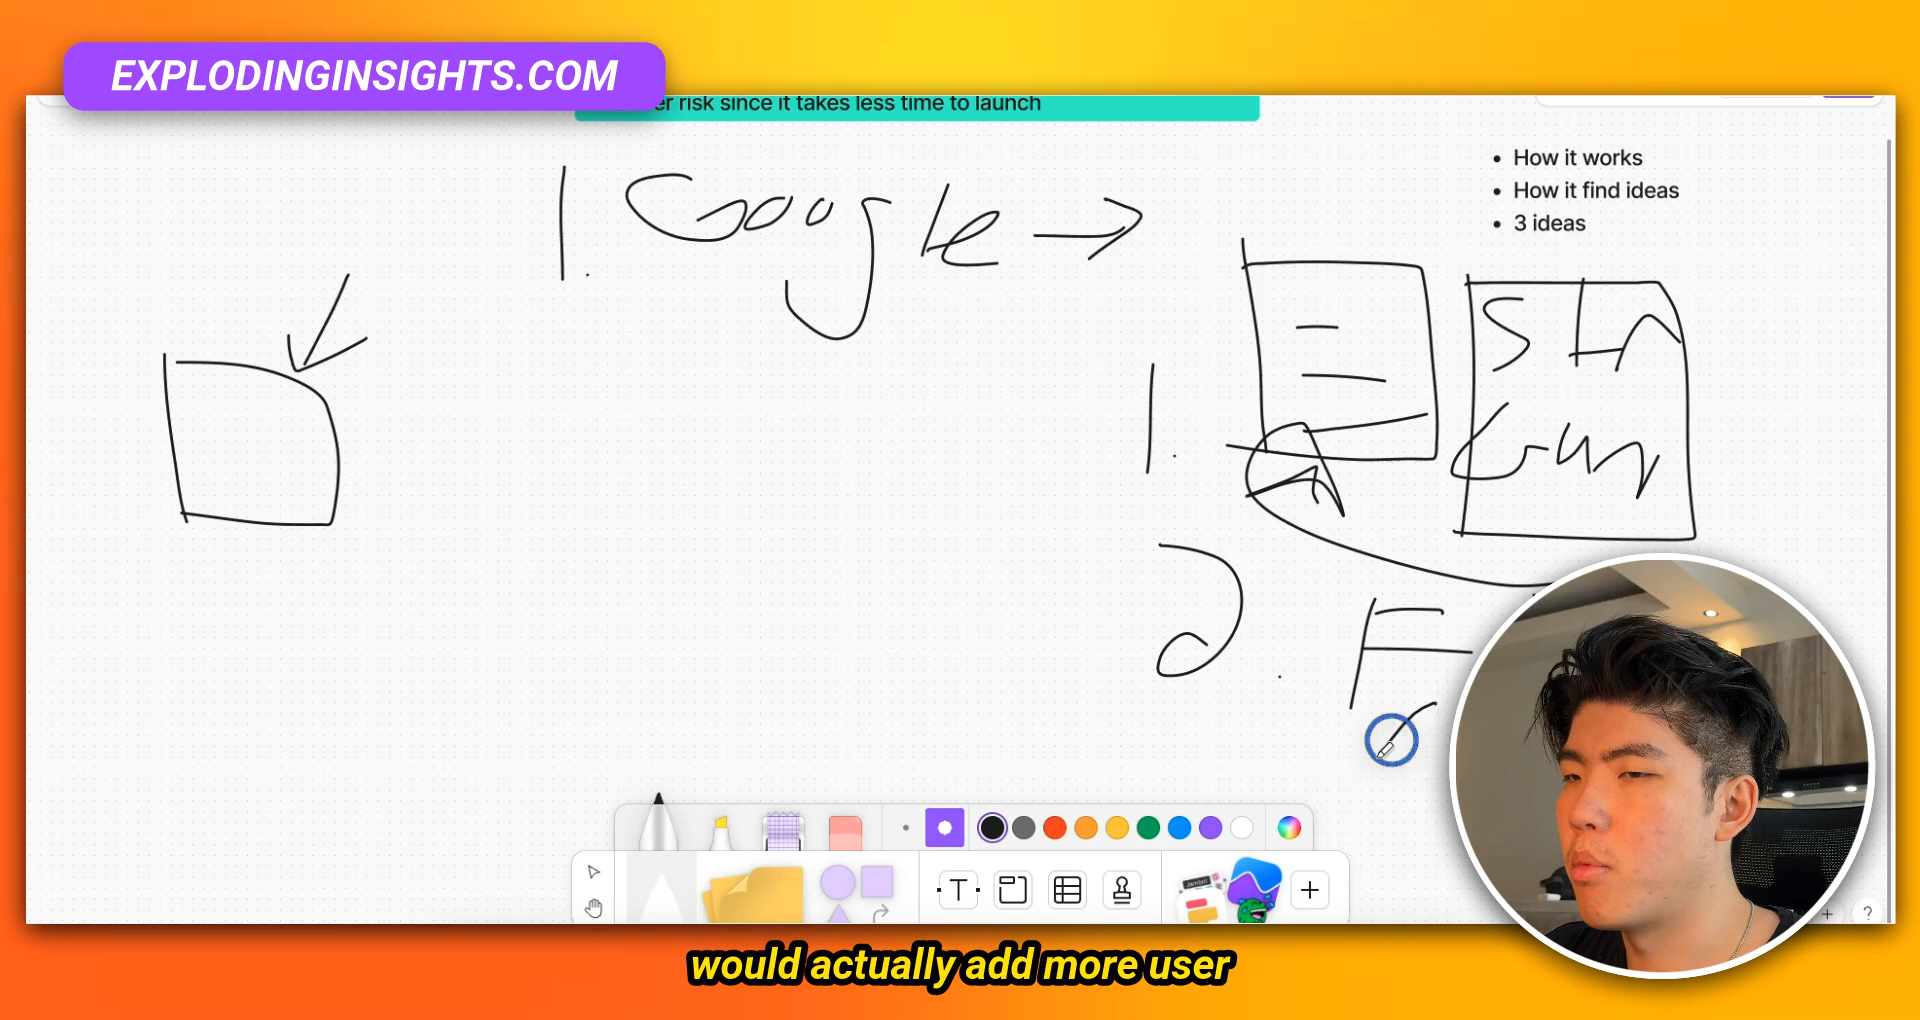 EXPLODINGINSIGHTS.COM
er risk since it takes less time to launch
How it works
How it find ideas
3 ideas
1. Google →
1.
2. F
T
?
would actually add more user